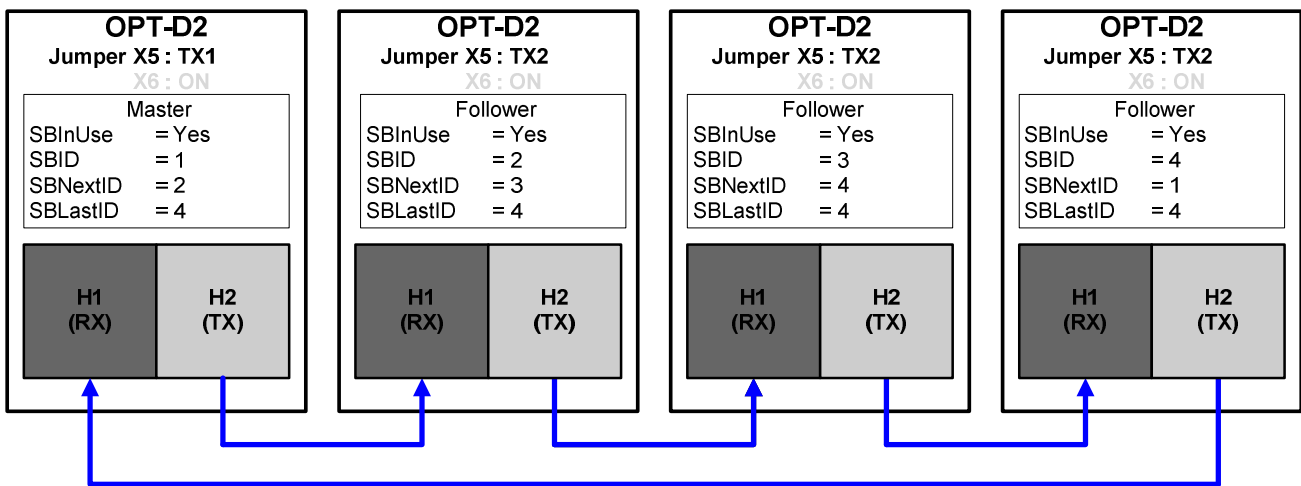 OPT-D2
Jumper X5 : TX1
X6 : ON
Master
SBInUse = Yes
SBID = 1
SBNextID = 2
SBLastID = 4
H1
(RX)
H2
(TX)
OPT-D2
Jumper X5 : TX2
X6 : ON
Follower
SBInUse = Yes
SBID = 2
SBNextID = 3
SBLastID = 4
H1
(RX)
H2
(TX)
OPT-D2
Jumper X5 : TX2
X6 : ON
Follower
SBInUse = Yes
SBID = 3
SBNextID = 4
SBLastID = 4
H1
(RX)
H2
(TX)
OPT-D2
Jumper X5 : TX2
X6 : ON
Follower
SBInUse = Yes
SBID = 4
SBNextID = 1
SBLastID = 4
H1
(RX)
H2
(TX)